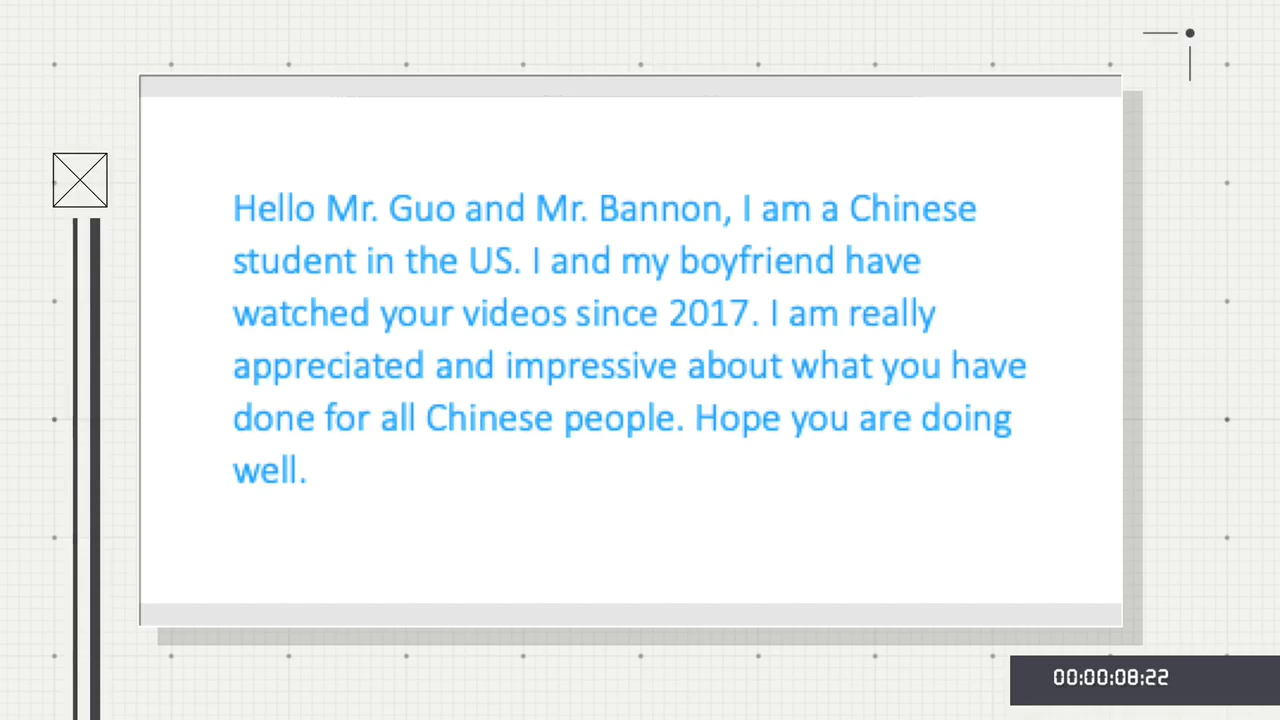 Hello Mr. Guo and Mr. Bannon, I am a Chinese
student in the US. I and my boyfriend have
watched your videos since 2017. I am really
appreciated and impressive about what you have
done for all Chinese people. Hope you are doing
well.
00:00:08:22